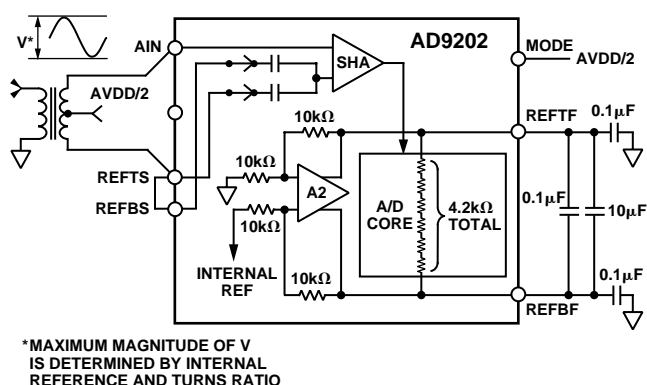 V*
AIN
AD9202
MODE
AVDD/2
SHA
AVDD/2
REFTF
0.1µF
10kΩ
10kΩ
REFTS
A2
A/D
CORE
4.2kΩ
TOTAL
0.1µF
10µF
REFBS
10kΩ
INTERNAL
REF
10kΩ
0.1µF
REFBF
*MAXIMUM MAGNITUDE OF V
IS DETERMINED BY INTERNAL
REFERENCE AND TURNS RATIO